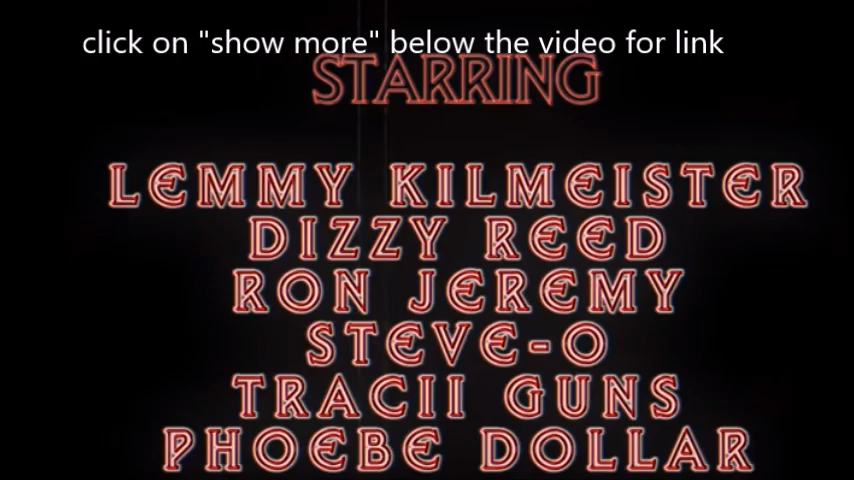 click on "show more" below the video for link
STARRING
LEMMY KILMEISTER
DIZZY REED
RON JEREMY
STEVE-O
TRACII GUNS
PHOEBE DOLLAR